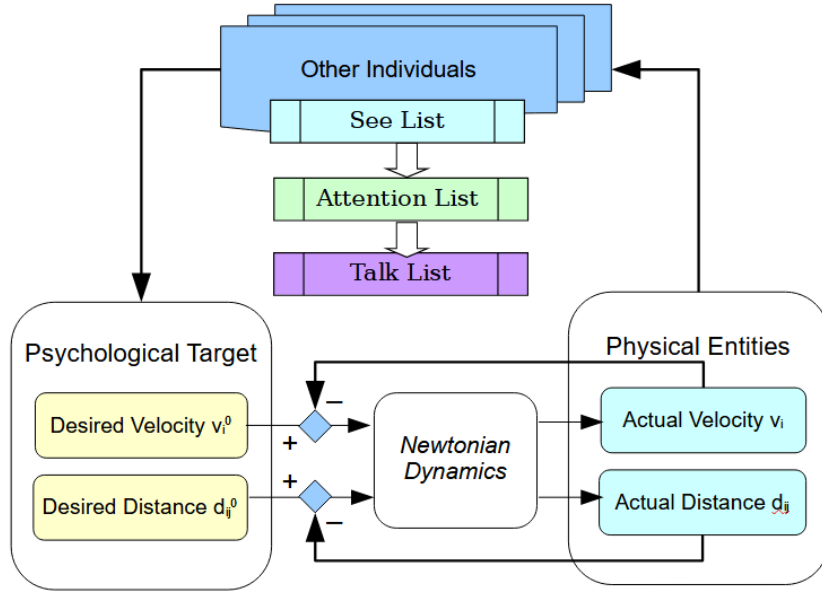 Other Individuals
See List
Attention List
Talk List
Psychological Target
Physical Entities
Desired Velocity vᵢ⁰
+
−
Newtonian
Dynamics
Actual Velocity vᵢ
Desired Distance dᵢⱼ⁰
+
−
Actual Distance dᵢⱼ